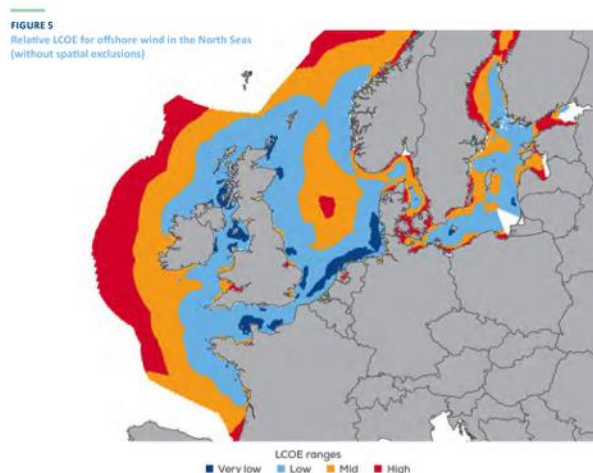 FIGURE 5
Relative LCOE for offshore wind in the North Seas
(without spatial exclusions)
LCOE ranges
Very low Low Mid High